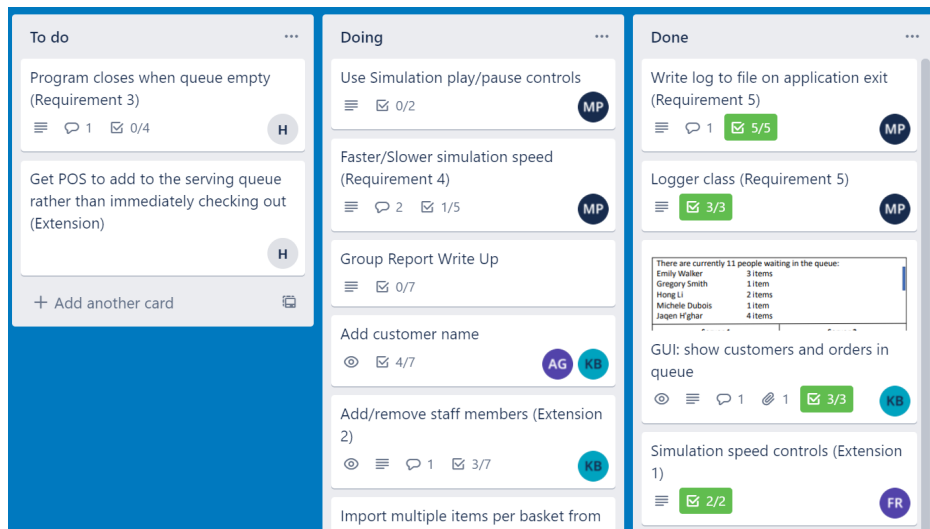 To do
Program closes when queue empty
(Requirement 3)
1 0/4
H
Get POS to add to the serving queue
rather than immediately checking out
(Extension)
H
+ Add another card
Doing
Use Simulation play/pause controls
0/2
MP
Faster/Slower simulation speed
(Requirement 4)
2 1/5
MP
Group Report Write Up
0/7
Add customer name
4/7
AG KB
Add/remove staff members (Extension
2)
1 3/7
KB
Import multiple items per basket from
Done
Write log to file on application exit
(Requirement 5)
1 5/5
MP
Logger class (Requirement 5)
3/3
MP
There are currently 11 people waiting in the queue:
Emily Walker 3 items
Gregory Smith 1 item
Hong Li 2 items
Michele Dubois 1 item
Jaqen H'ghar 4 items
GUI: show customers and orders in
queue
1 1 3/3
KB
Simulation speed controls (Extension
1)
2/2
FR